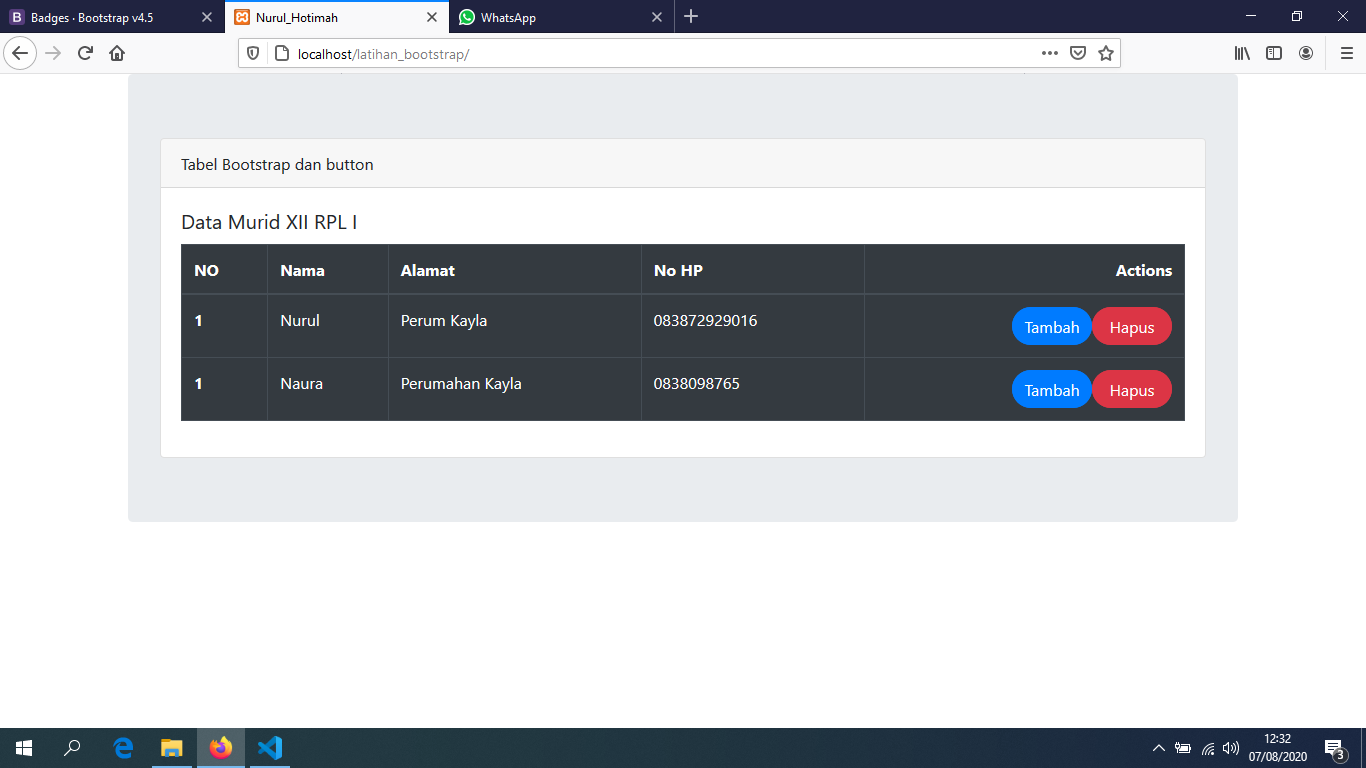 B Badges · Bootstrap v4.5
Nurul_Hotimah
WhatsApp
localhost/latihan_bootstrap/
Tabel Bootstrap dan button
Data Murid XII RPL I
NO Nama Alamat No HP Actions
1 Nurul Perum Kayla 083872929016 Tambah Hapus
1 Naura Perumahan Kayla 0838098765 Tambah Hapus
12:32
07/08/2020
3